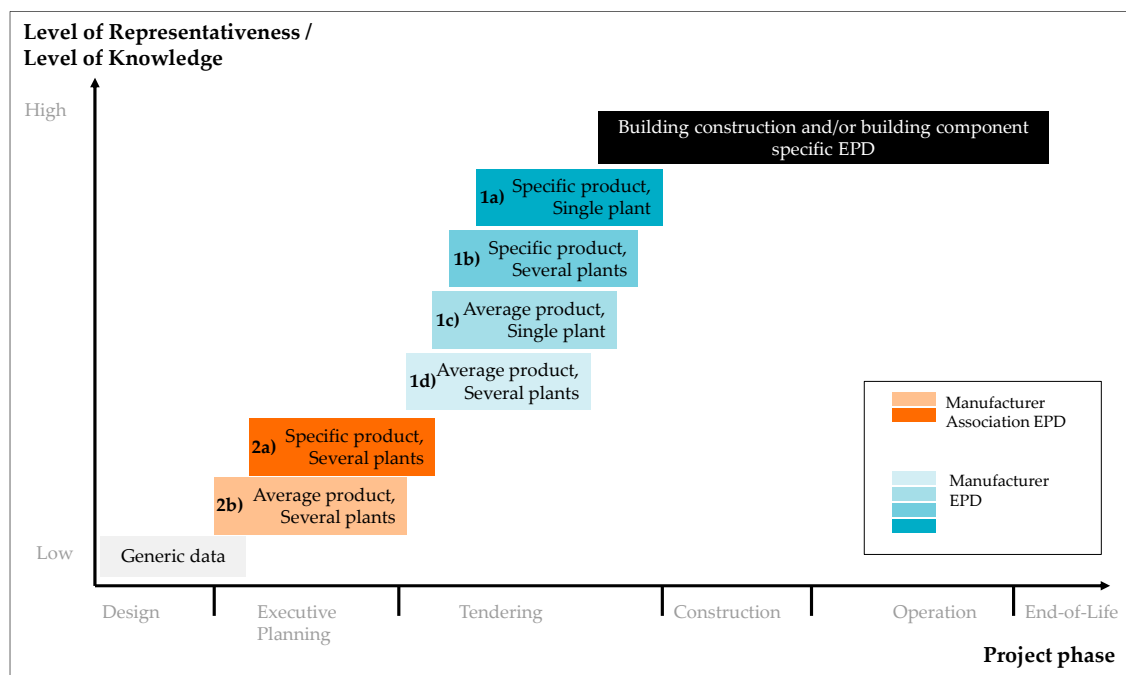 Level of Representativeness /
Level of Knowledge
High
Building construction and/or building component
specific EPD
1a) Specific product,
Single plant
1b) Specific product,
Several plants
1c) Average product,
Single plant
1d) Average product,
Several plants
Manufacturer
Association EPD
2a) Specific product,
Several plants
Manufacturer
EPD
2b) Average product,
Several plants
Low
Generic data
Design
Executive
Planning
Tendering
Construction
Operation
End-of-Life
Project phase